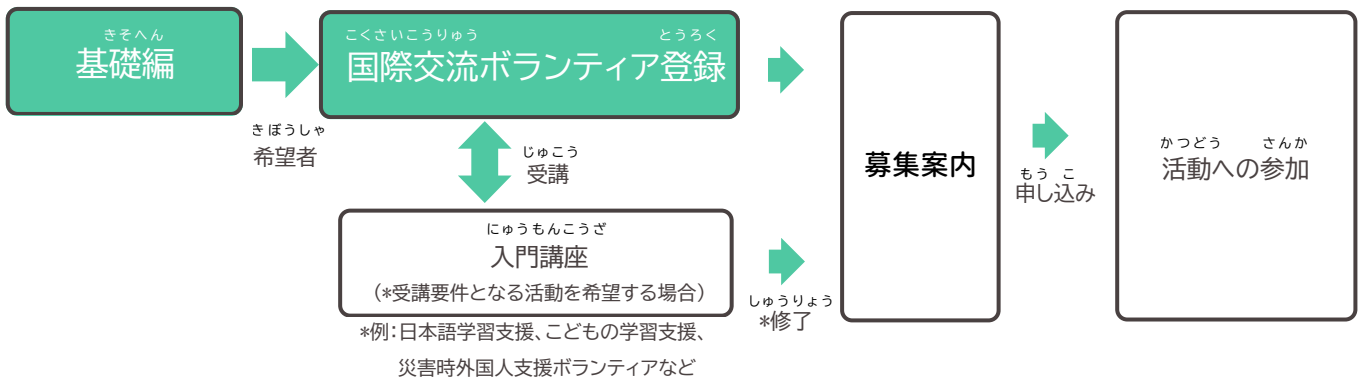 きそへん
基礎編
きぼうしゃ
希望者
こくさいこうりゅう とうろく
国際交流ボランティア登録
じゅこう
受講
にゅうもんこうざ
入門講座
(*受講要件となる活動を希望する場合)
*例：日本語学習支援、こどもの学習支援、
災害時外国人支援ボランティアなど
しゅうりょう
*修了
募集案内
もう こ
申し込み
かつどう さんか
活動への参加